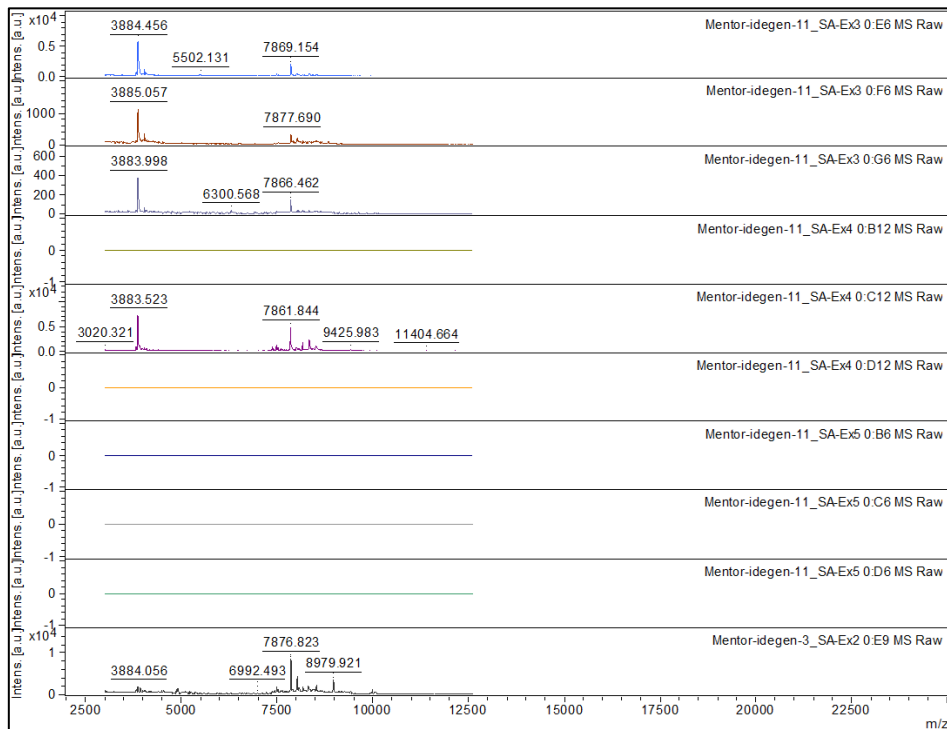 x10^4
3884.456
Mentor-idegen-11_SA-Ex3 0:E6 MS Raw
0.5
5502.131
7869.154
0.0
Intens. [a.u.]
3885.057
Mentor-idegen-11_SA-Ex3 0:F6 MS Raw
1000
7877.690
0
Intens. [a.u.]
600
3883.998
Mentor-idegen-11_SA-Ex3 0:G6 MS Raw
400
200
6300.568
7866.462
0
Intens. [a.u.]
Mentor-idegen-11_SA-Ex4 0:B12 MS Raw
0
-1
Intens. [a.u.]
x10^4
3883.523
7861.844
Mentor-idegen-11_SA-Ex4 0:C12 MS Raw
0.5
3020.321
9425.983
11404.664
0.0
Intens. [a.u.]
Mentor-idegen-11_SA-Ex4 0:D12 MS Raw
0
-1
Intens. [a.u.]
Mentor-idegen-11_SA-Ex5 0:B6 MS Raw
0
-1
Intens. [a.u.]
Mentor-idegen-11_SA-Ex5 0:C6 MS Raw
0
-1
Intens. [a.u.]
Mentor-idegen-11_SA-Ex5 0:D6 MS Raw
0
-1
Intens. [a.u.]
x10^4
7876.823
Mentor-idegen-3_SA-Ex2 0:E9 MS Raw
1
3884.056
6992.493
8979.921
0
Intens. [a.u.]
2500 5000 7500 10000 12500 15000 17500 20000 22500
m/z